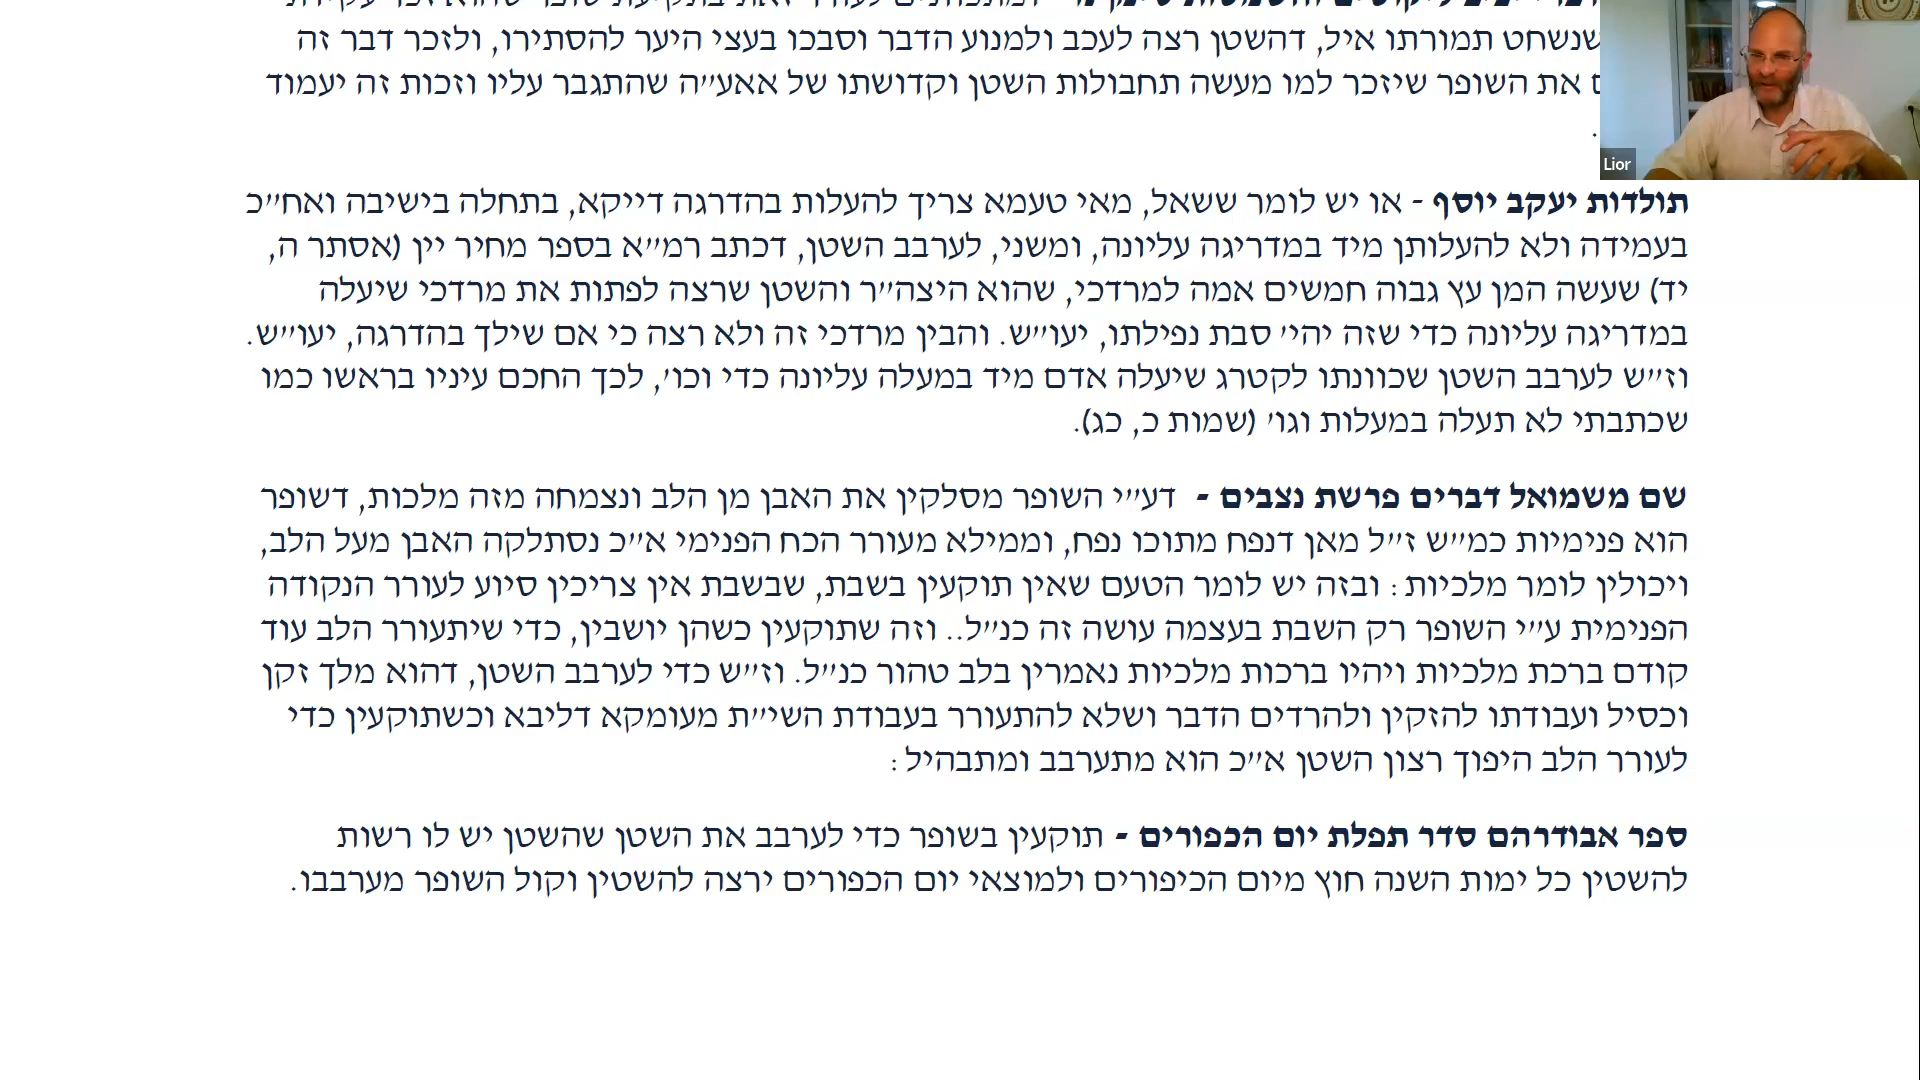 שנשחט תמורתו איל, דהשטן רצה לעכב ולמנוע הדבר וסבכו בעצי היער להסתירו, ולזכר דבר זה
את השופר שיזכר למו מעשה תחבולות השטן וקדושתו של אאע״ה שהתגבר עליו וזכות זה יעמוד
.
Lior
תולדות יעקב יוסף - או יש לומר ששאל, מאי טעמא צריך להעלות בהדרגה דייקא, בתחלה בישיבה ואח״כ
בעמידה ולא להעלותן מיד במדריגה עליונה, ומשני, לערבב השטן, דכתב רמ״א בספר מחיר יין (אסתר ה,
יד) שעשה המן עץ גבוה חמשים אמה למרדכי, שהוא היצה״ר והשטן שרצה לפתות את מרדכי שיעלה
במדריגה עליונה כדי שזה יהי׳ סבת נפילתו, יעו״ש. והבין מרדכי זה ולא רצה כי אם שילך בהדרגה, יעו״ש.
וז״ש לערבב השטן שכוונתו לקטרג שיעלה אדם מיד במעלה עליונה כדי וכו׳, לכך החכם עיניו בראשו כמו
שכתבתי לא תעלה במעלות וגו׳ (שמות כ, כג).
שם משמואל דברים פרשת נצבים - דע״י השופר מסלקין את האבן מן הלב ונצמחה מזה מלכות, דשופר
הוא פנימיות כמ״ש ז״ל מאן דנפח מתוכו נפח, וממילא מעורר הכח הפנימי א״כ נסתלקה האבן מעל הלב,
ויכולין לומר מלכיות: ובזה יש לומר הטעם שאין תוקעין בשבת, שבשבת אין צריכין סיוע לעורר הנקודה
הפנימית ע״י השופר רק השבת בעצמה עושה זה כנ״ל.. וזה שתוקעין כשהן יושבין, כדי שיתעורר הלב עוד
קודם ברכת מלכיות ויהיו ברכות מלכיות נאמרין בלב טהור כנ״ל. וז״ש כדי לערבב השטן, דהוא מלך זקן
וכסיל ועבודתו להזקין ולהרדים הדבר ושלא להתעורר בעבודת השי״ת מעומקא דליבא וכשתוקעין כדי
לעורר הלב היפוך רצון השטן א״כ הוא מתערבב ומתבהיל:
ספר אבודרהם סדר תפלת יום הכפורים - תוקעין בשופר כדי לערבב את השטן שהשטן יש לו רשות
להשטין כל ימות השנה חוץ מיום הכיפורים ולמוצאי יום הכפורים ירצה להשטין וקול השופר מערבבו.